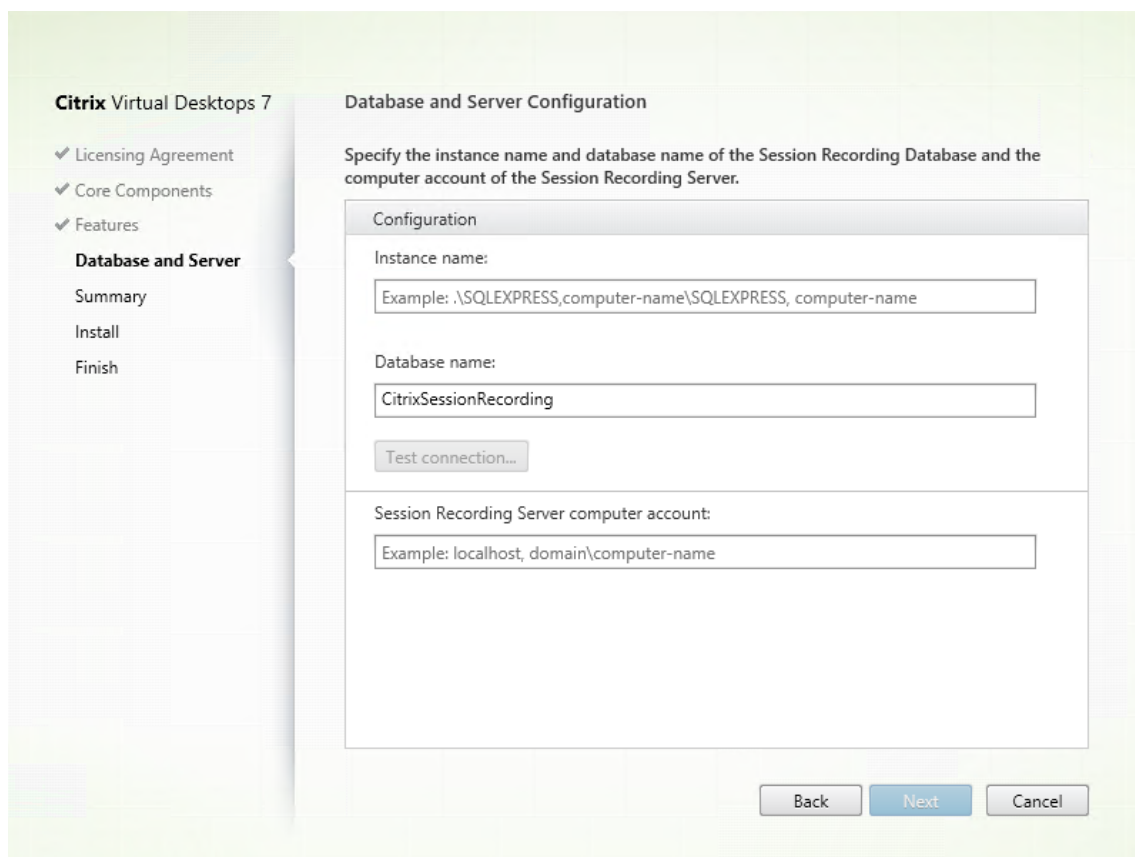 Citrix Virtual Desktops 7
Licensing Agreement
Core Components
Features
Database and Server
Summary
Install
Finish
Database and Server Configuration
Specify the instance name and database name of the Session Recording Database and the
computer account of the Session Recording Server.
Configuration
Instance name:
Example: .\SQLEXPRESS,computer-name\SQLEXPRESS, computer-name
Database name:
CitrixSessionRecording
Test connection...
Session Recording Server computer account:
Example: localhost, domain\computer-name
Back Next Cancel